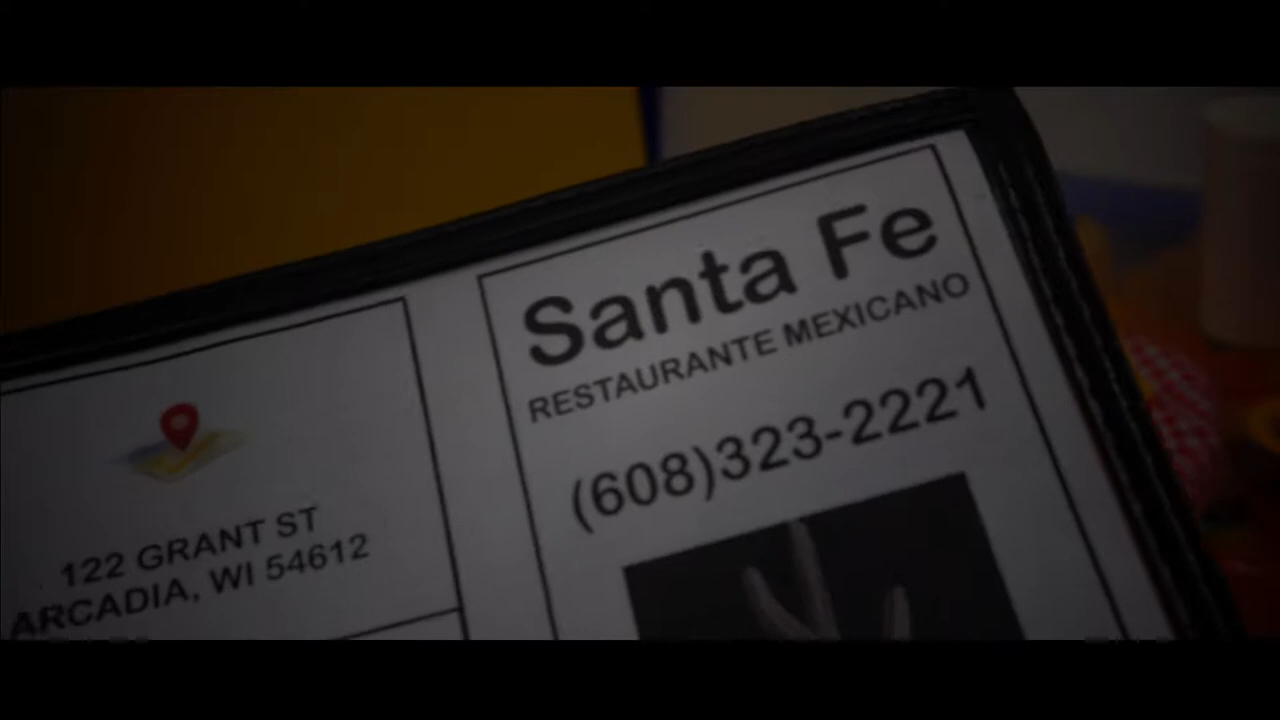 122 GRANT ST
ARCADIA, WI 54612
Santa Fe
RESTAURANTE MEXICANO
(608)323-2221